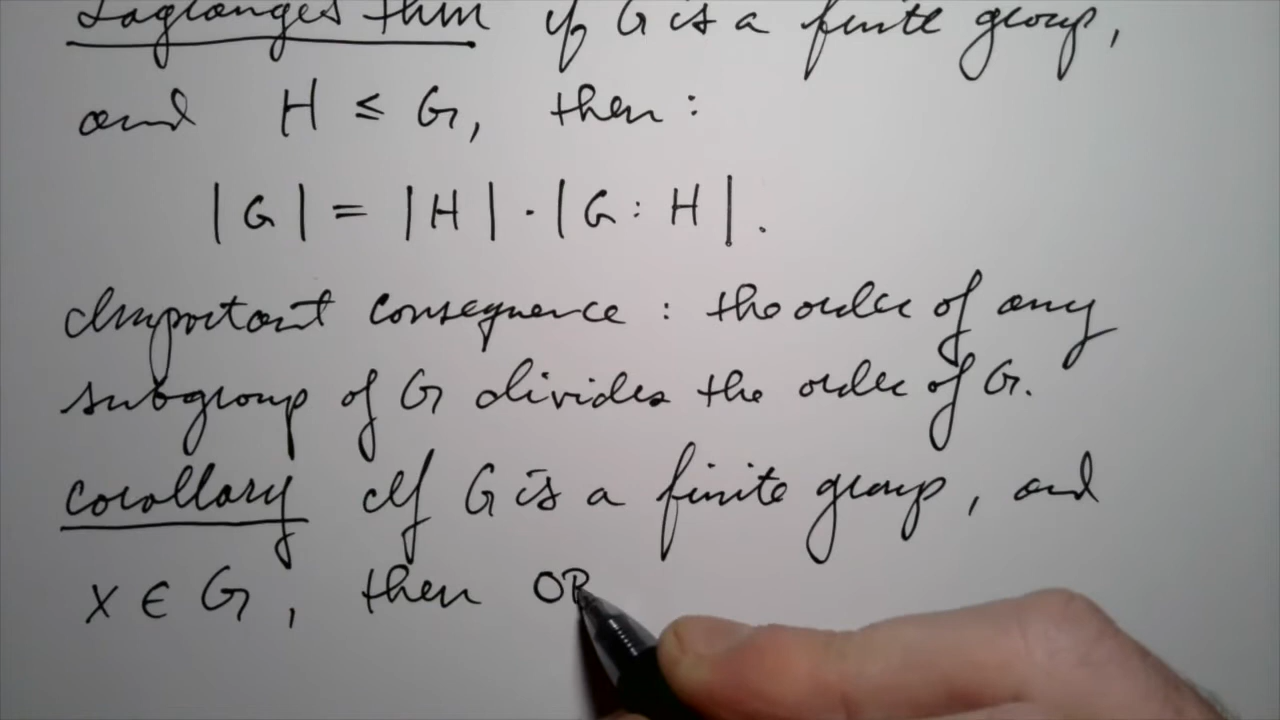 Lagranges thm if G is a finite group,
and H ≤ G, then:
|G| = |H| · |G : H|.
Important consequence : the order of any
subgroup of G divides the order of G.
Corollary If G is a finite group, and
x ∈ G, then OR